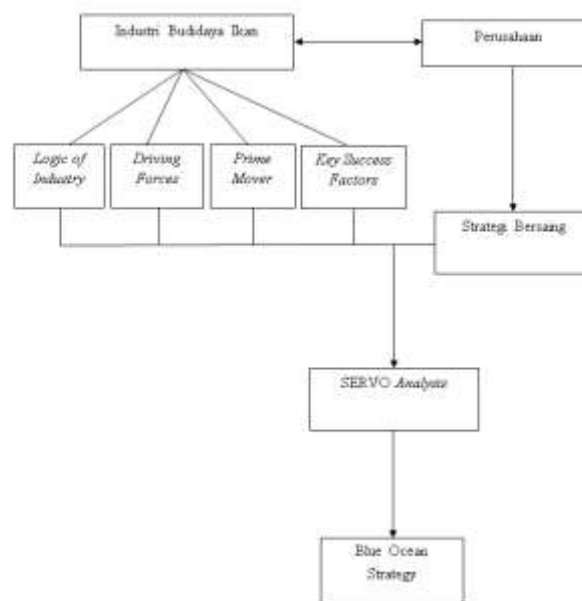 Industri Budidaya Ikan
Perusahaan
Logic of
Industry
Driving
Forces
Prime
Mover
Key Success
Factors
Strategi Bersaing
SERVO Analysis
Blue Ocean
Strategy